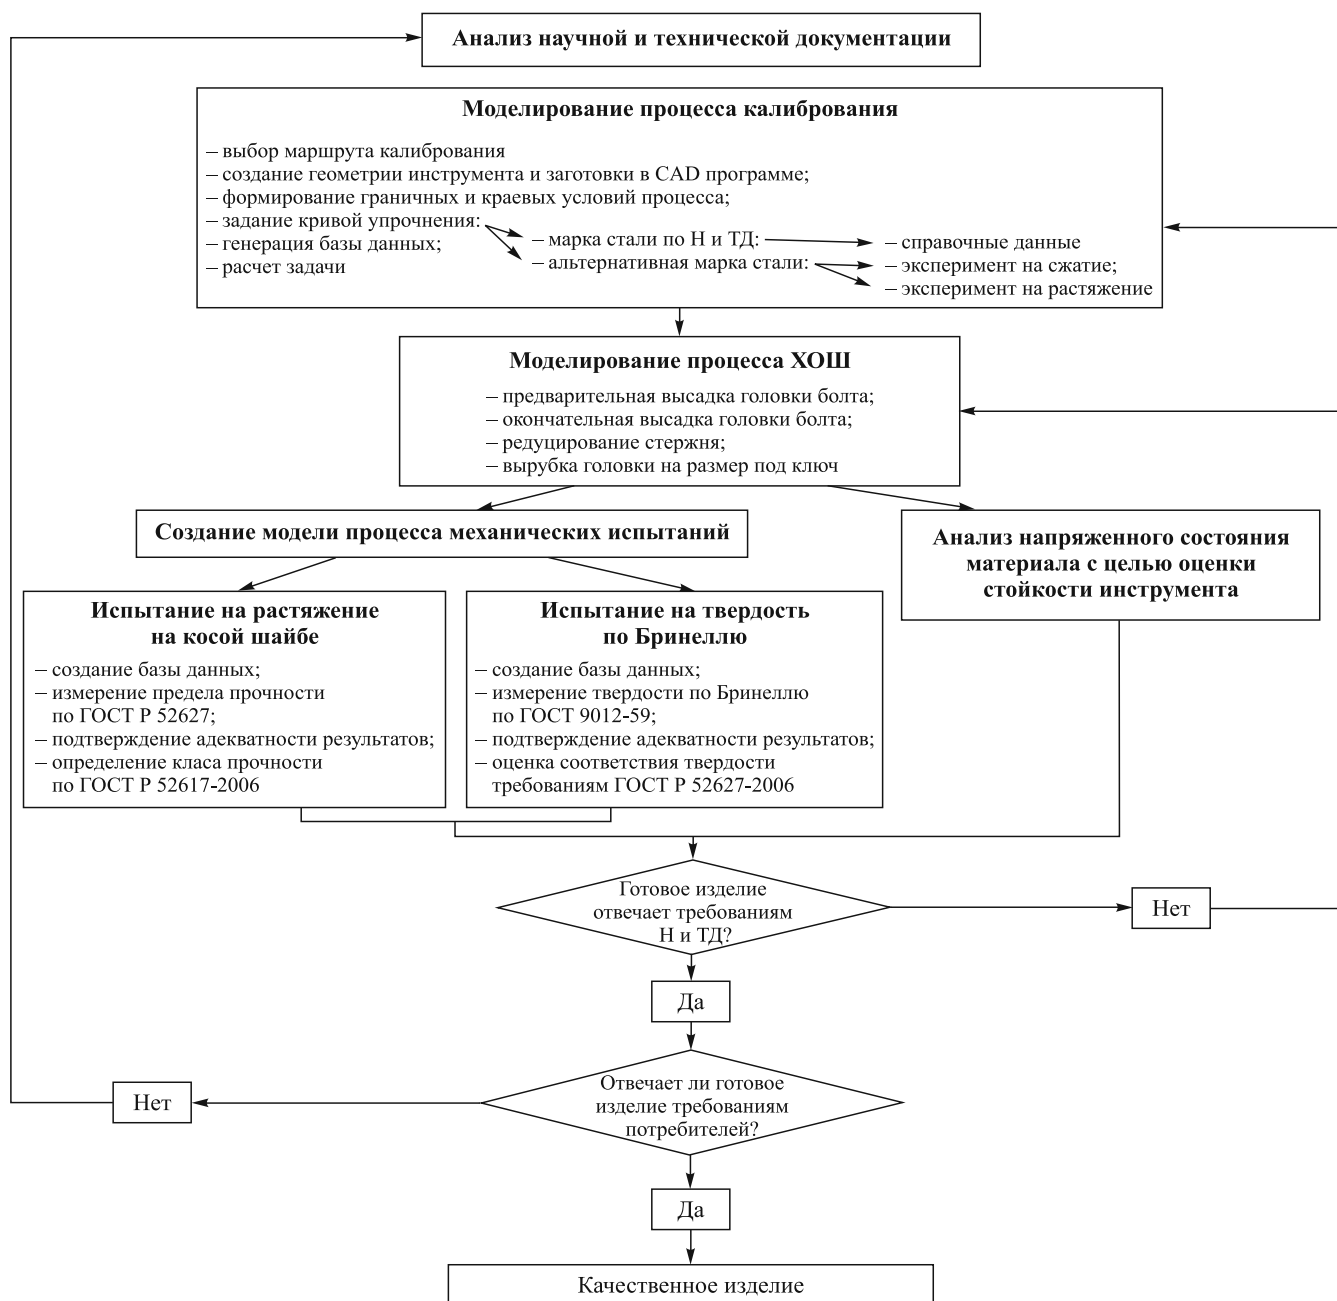 Анализ научной и технической документации
Моделирование процесса калибрования
– выбор маршрута калибрования
– создание геометрии инструмента и заготовки в CAD программе;
– формирование граничных и краевых условий процесса;
– задание кривой упрочнения:
– генерация базы данных;
– расчет задачи
– марка стали по Н и ТД:
– альтернативная марка стали:
– справочные данные
– эксперимент на сжатие;
– эксперимент на растяжение
Моделирование процесса ХОШ
– предварительная высадка головки болта;
– окончательная высадка головки болта;
– редуцирование стержня;
– вырубка головки на размер под ключ
Создание модели процесса механических испытаний
Анализ напряженного состояния
материала с целью оценки
стойкости инструмента
Испытание на растяжение
на косой шайбе
– создание базы данных;
– измерение предела прочности
по ГОСТ Р 52627;
– подтверждение адекватности результатов;
– определение класа прочности
по ГОСТ Р 52617-2006
Испытание на твердость
по Бринеллю
– создание базы данных;
– измерение твердости по Бринеллю
по ГОСТ 9012-59;
– подтверждение адекватности результатов;
– оценка соответствия твердости
требованиям ГОСТ Р 52627-2006
Готовое изделие
отвечает требованиям
Н и ТД?
Нет
Да
Отвечает ли готовое
изделие требованиям
потребителей?
Нет
Да
Качественное изделие